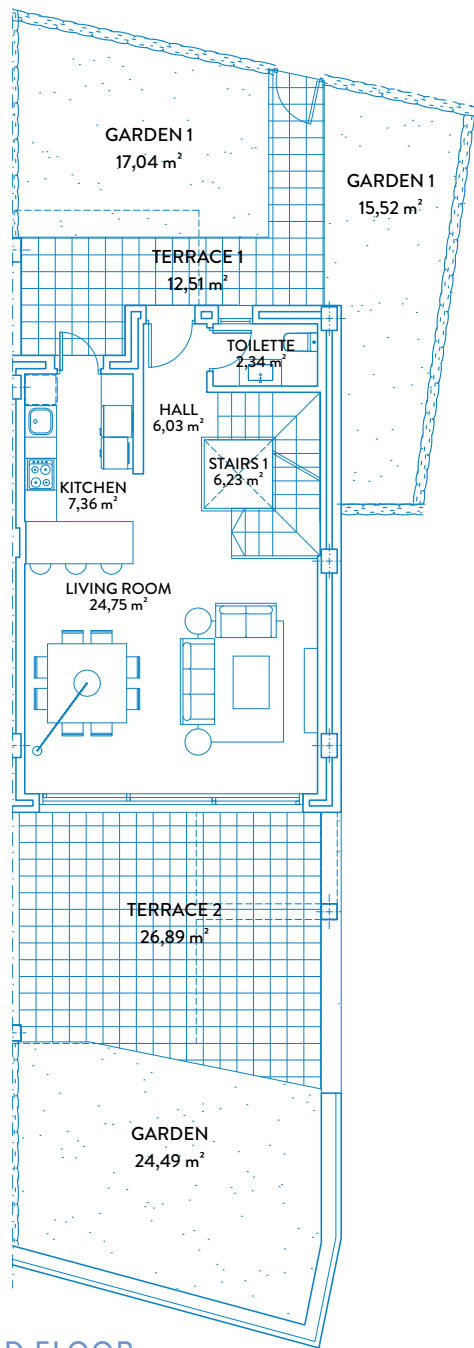 GARDEN 1
17,04 m²
GARDEN 1
15,52 m²
TERRACE 1
12,51 m²
TOILETTE
2,34 m²
HALL
6,03 m²
STAIRS 1
6,23 m²
KITCHEN
7,36 m²
LIVING ROOM
24,75 m²
TERRACE 2
26,89 m²
GARDEN
24,49 m²
D FLOOR